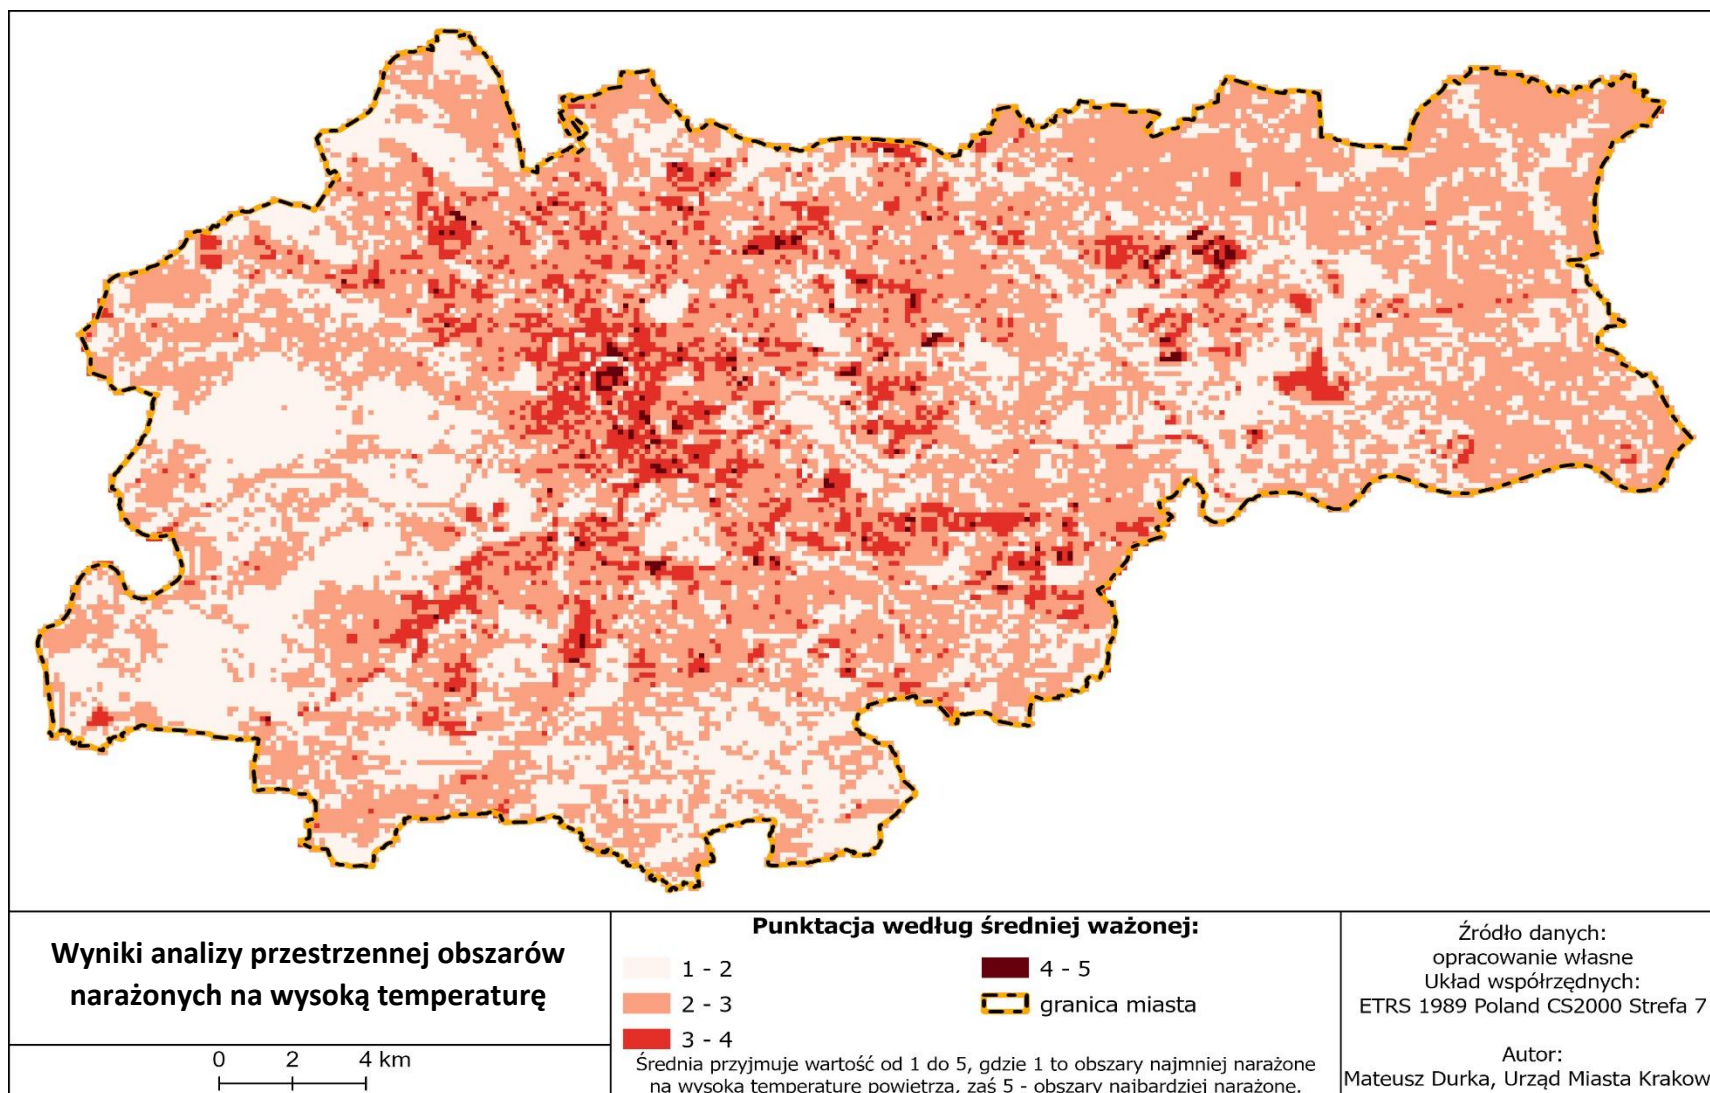 Wyniki analizy przestrzennej obszarów
narażonych na wysoką temperaturę
0 2 4 km
Punktacja według średniej ważonej:
1 - 2
2 - 3
3 - 4
4 - 5
granica miasta
Średnia przyjmuje wartość od 1 do 5, gdzie 1 to obszary najmniej narażone
na wysoka temperature powietrza, zaś 5 - obszary najbardziej narażone.
Źródło danych:
opracowanie własne
Układ współrzędnych:
ETRS 1989 Poland CS2000 Strefa 7
Autor:
Mateusz Durka, Urząd Miasta Krakow